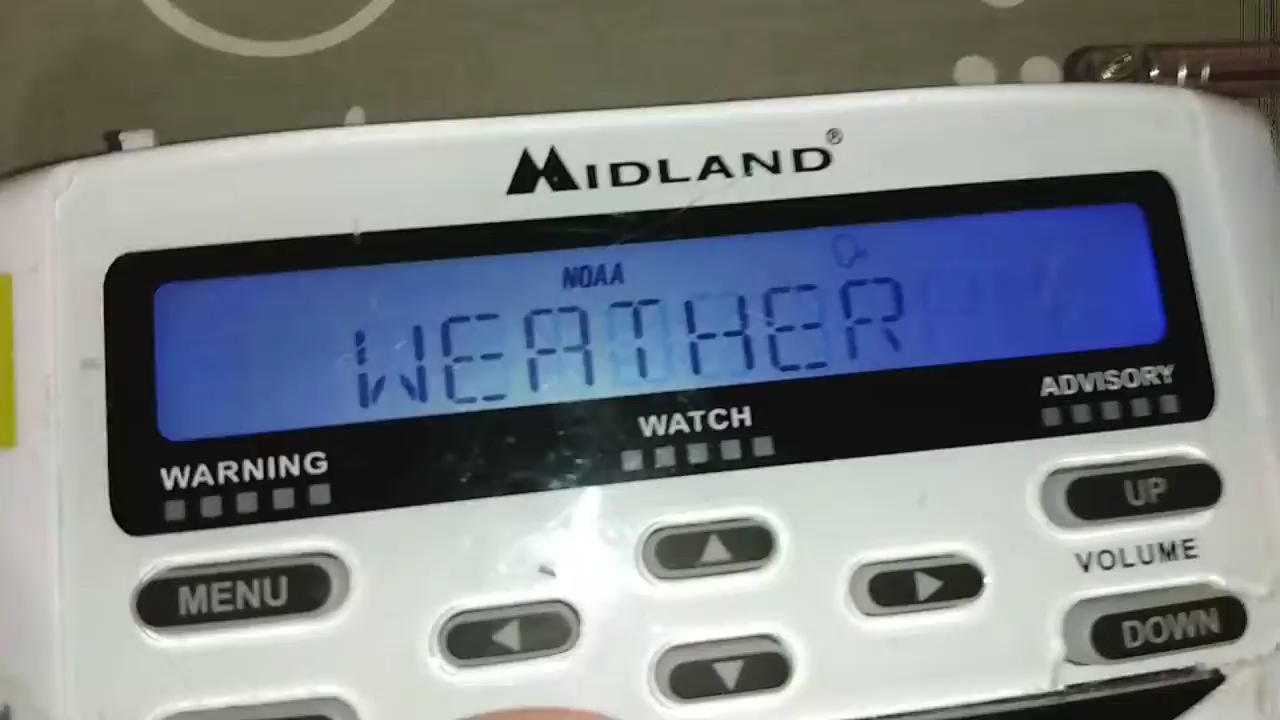 MIDLAND®
NOAA
WEATHER
WARNING
WATCH
ADVISORY
MENU
UP
VOLUME
DOWN